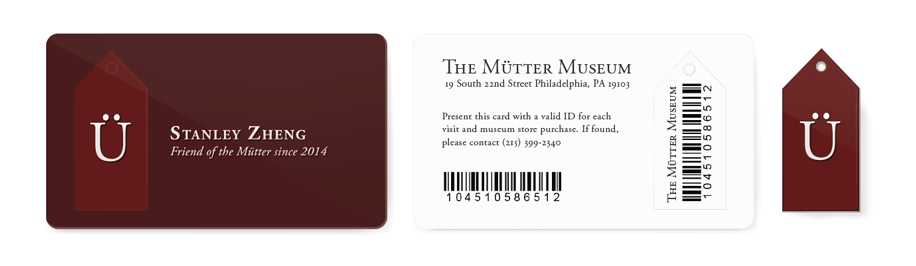 Ü
Stanley Zheng
Friend of the Mütter since 2014
The Mütter Museum
19 South 22nd Street Philadelphia, PA 19103
Present this card with a valid ID for each
visit and museum store purchase. If found,
please contact (215) 399-2340
104510586512
The Mütter Museum
104510586512
Ü